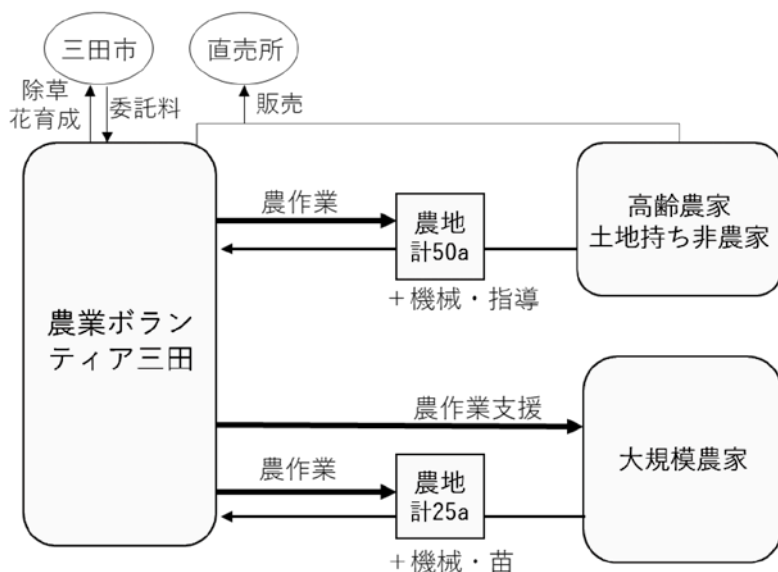 三田市
直売所
除草
花育成
委託料
販売
農業ボラン
ティア三田
農作業
農地
計50a
＋機械・指導
高齢農家
土地持ち非農家
農作業支援
大規模農家
農作業
農地
計25a
＋機械・苗